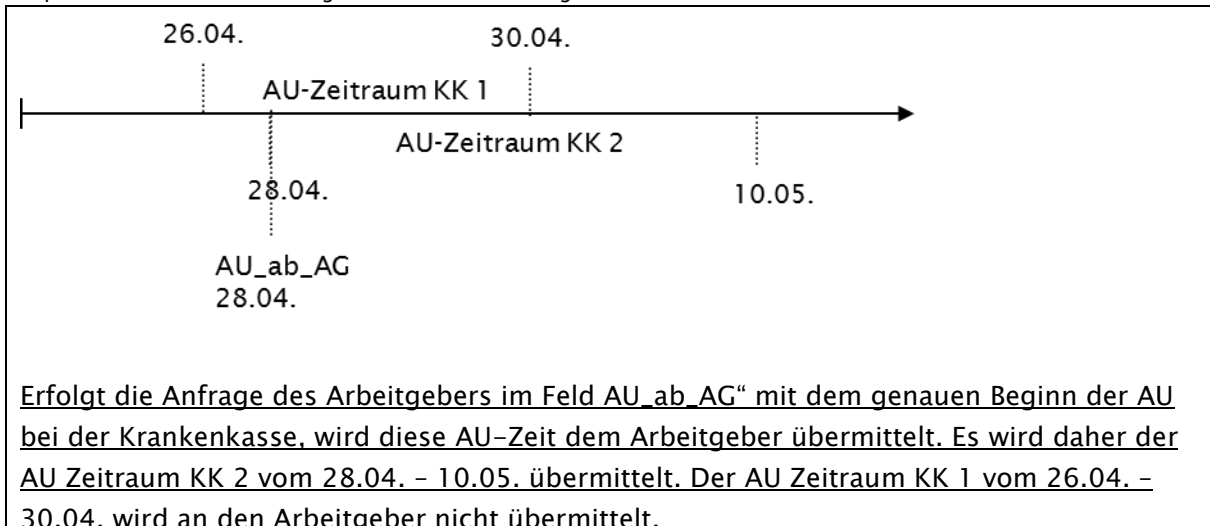 26.04.
30.04.
AU-Zeitraum KK 1
AU-Zeitraum KK 2
28.04.
10.05.
AU_ab_AG
28.04.
Erfolgt die Anfrage des Arbeitgebers im Feld AU_ab_AG“ mit dem genauen Beginn der AU
bei der Krankenkasse, wird diese AU-Zeit dem Arbeitgeber übermittelt. Es wird daher der
AU Zeitraum KK 2 vom 28.04. – 10.05. übermittelt. Der AU Zeitraum KK 1 vom 26.04. –
30.04. wird an den Arbeitgeber nicht übermittelt.